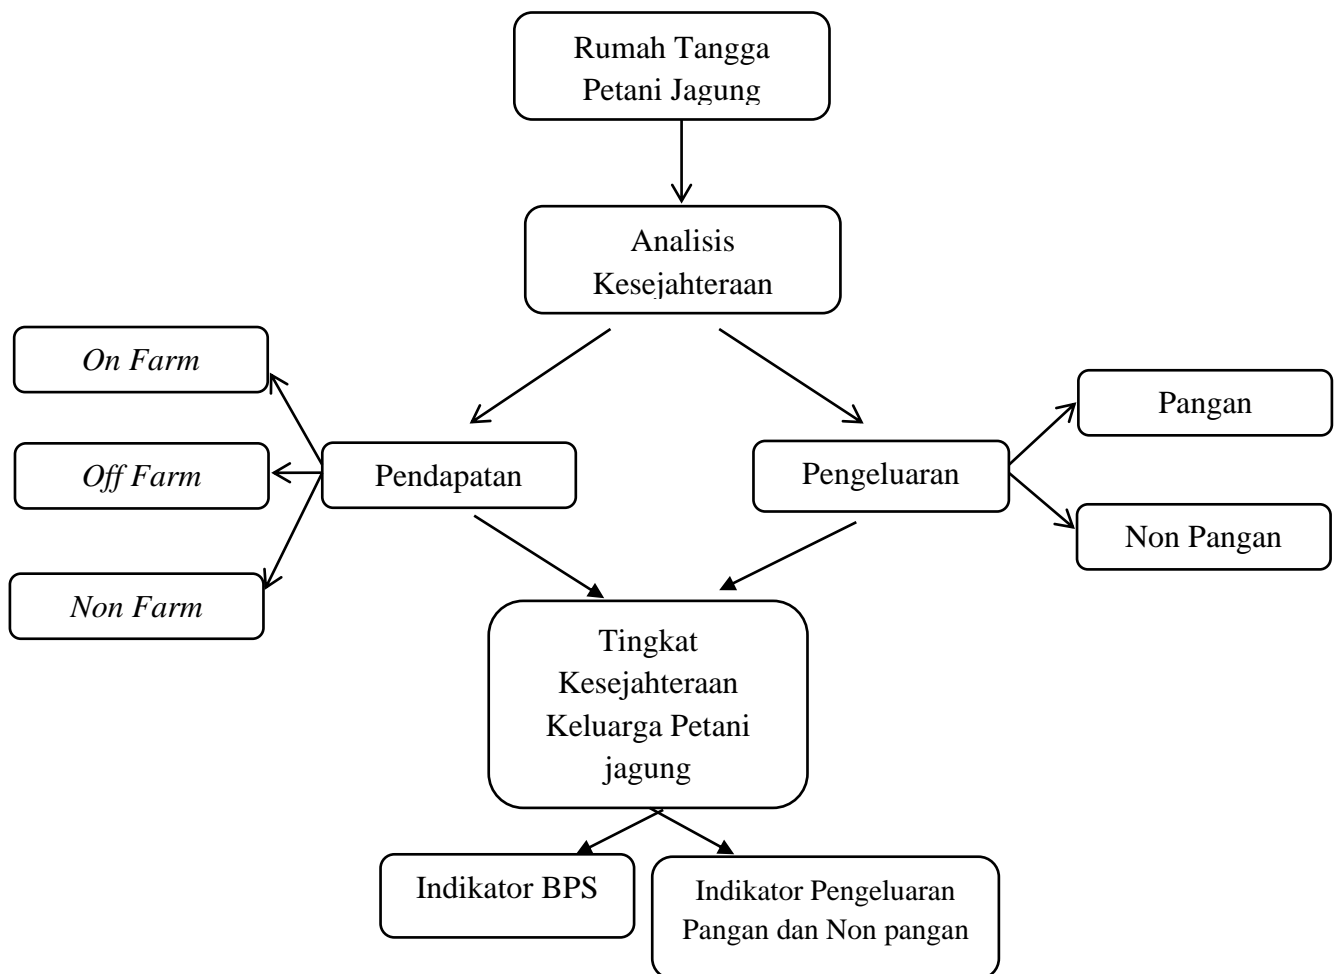 Rumah Tangga
Petani Jagung
Analisis
Kesejahteraan
On Farm
Off Farm
Non Farm
Pendapatan
Pengeluaran
Pangan
Non Pangan
Tingkat
Kesejahteraan
Keluarga Petani
jagung
Indikator BPS
Indikator Pengeluaran
Pangan dan Non pangan